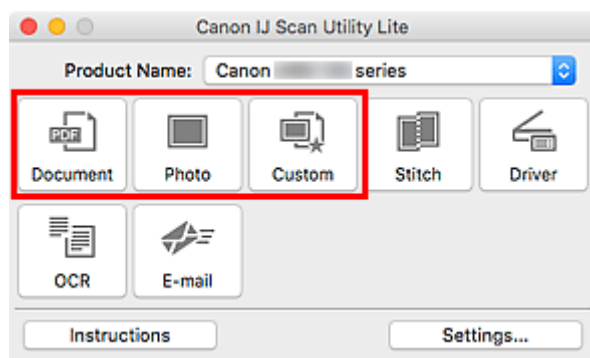 Canon IJ Scan Utility Lite
Product Name: Canon series
PDF
Document Photo Custom Stitch Driver
OCR E-mail
Instructions Settings...